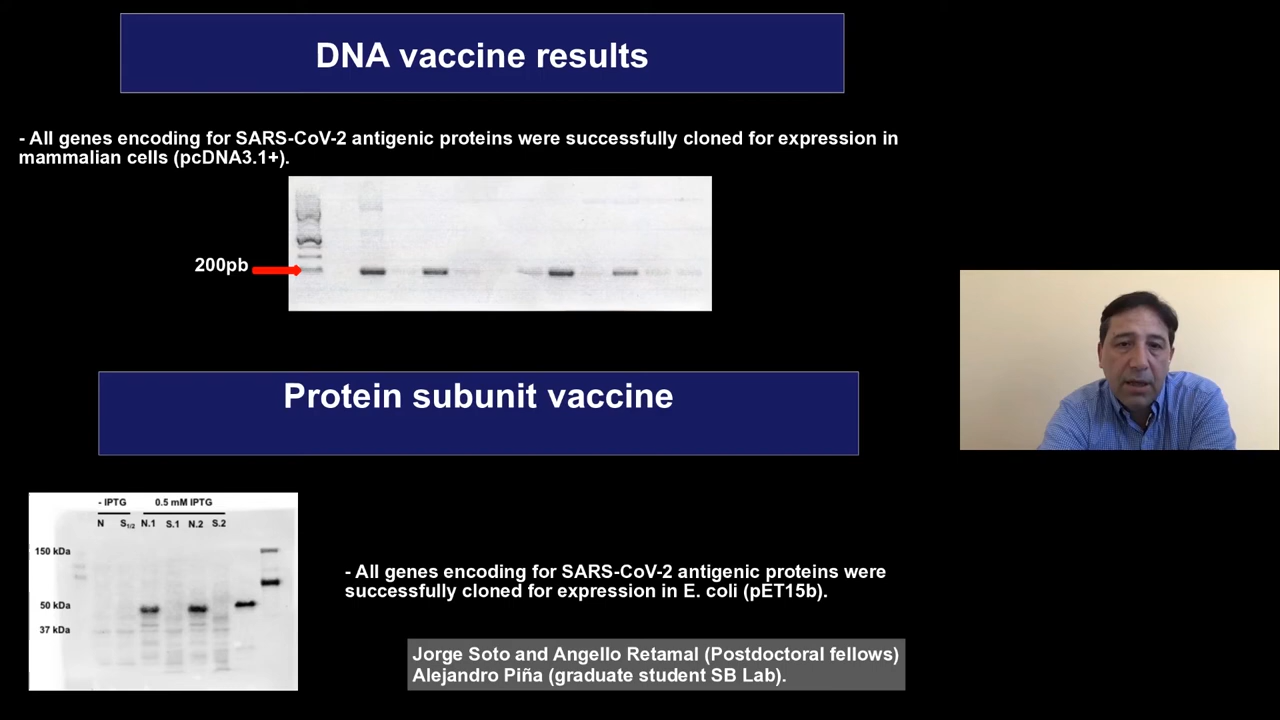 DNA vaccine results
- All genes encoding for SARS-CoV-2 antigenic proteins were successfully cloned for expression in
mammalian cells (pcDNA3.1+).
200pb
Protein subunit vaccine
- IPTG 0.5 mM IPTG
N S1/2 N.1 S.1 N.2 S.2
150 kDa
50 kDa
37 kDa
- All genes encoding for SARS-CoV-2 antigenic proteins were
successfully cloned for expression in E. coli (pET15b).
Jorge Soto and Angello Retamal (Postdoctoral fellows)
Alejandro Piña (graduate student SB Lab).